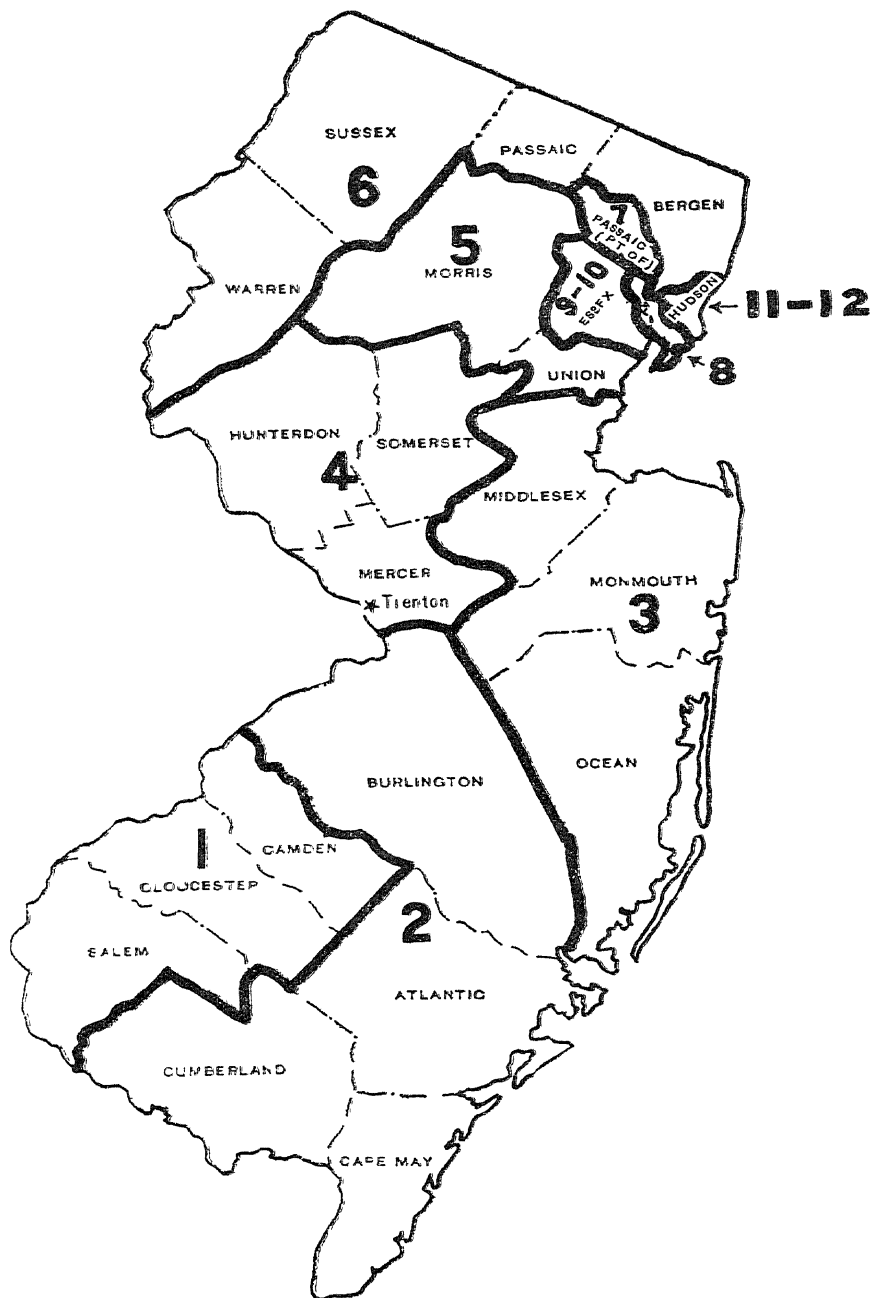 SUSSEX
PASSAIC
6
BERGEN
7
PASSAIC
(PT OF)
5
MORRIS
WARREN
9-10
ESSEX
HUDSON
11-12
8
UNION
HUNTERDON
SOMERSET
4
MIDDLESEX
MERCER
Trenton
MONMOUTH
3
OCEAN
BURLINGTON
1
CAMDEN
GLOUCESTER
2
SALEM
ATLANTIC
CUMBERLAND
CAPE MAY